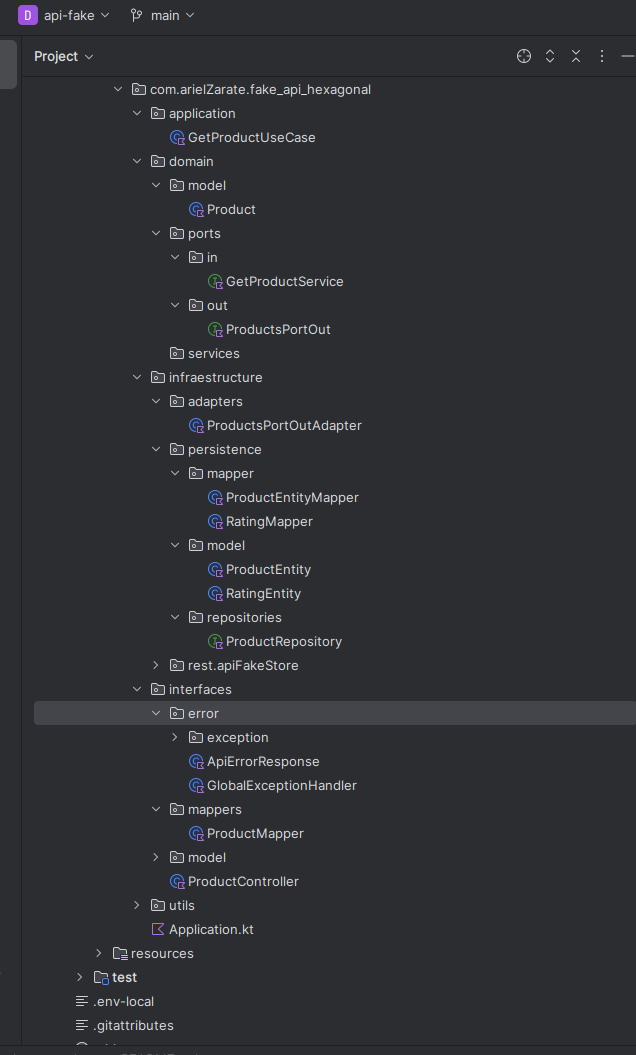 D api-fake main
Project
com.arielZarate.fake_api_hexagonal
application
GetProductUseCase
domain
model
Product
ports
in
GetProductService
out
ProductsPortOut
services
infraestructure
adapters
ProductsPortOutAdapter
persistence
mapper
ProductEntityMapper
RatingMapper
model
ProductEntity
RatingEntity
repositories
ProductRepository
rest.apiFakeStore
interfaces
error
exception
ApiErrorResponse
GlobalExceptionHandler
mappers
ProductMapper
model
ProductController
utils
Application.kt
resources
test
.env-local
.gitattributes